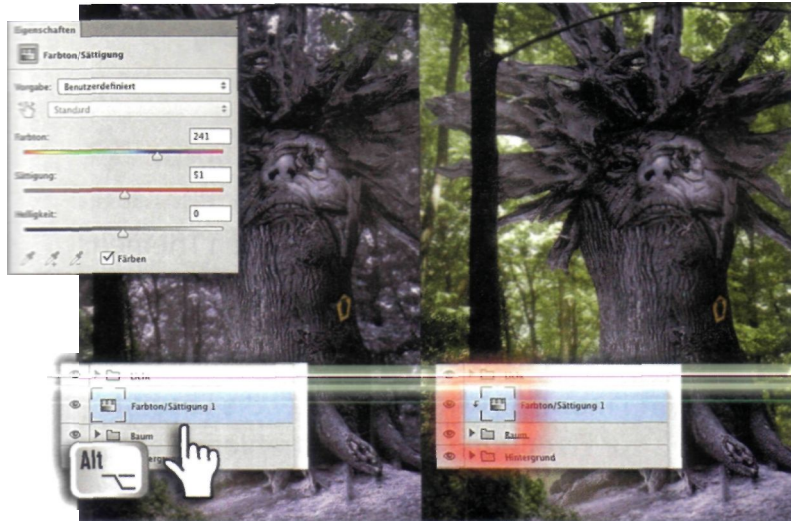 Eigenschaften
Farbton/Sättigung
Vorgabe: Benutzerdefiniert
Standard
Farbton: 241
Sättigung: 51
Helligkeit: 0
Färben
Farbton/Sättigung 1
Baum
Alt
Farbton/Sättigung 1
Baum
Hintergrund